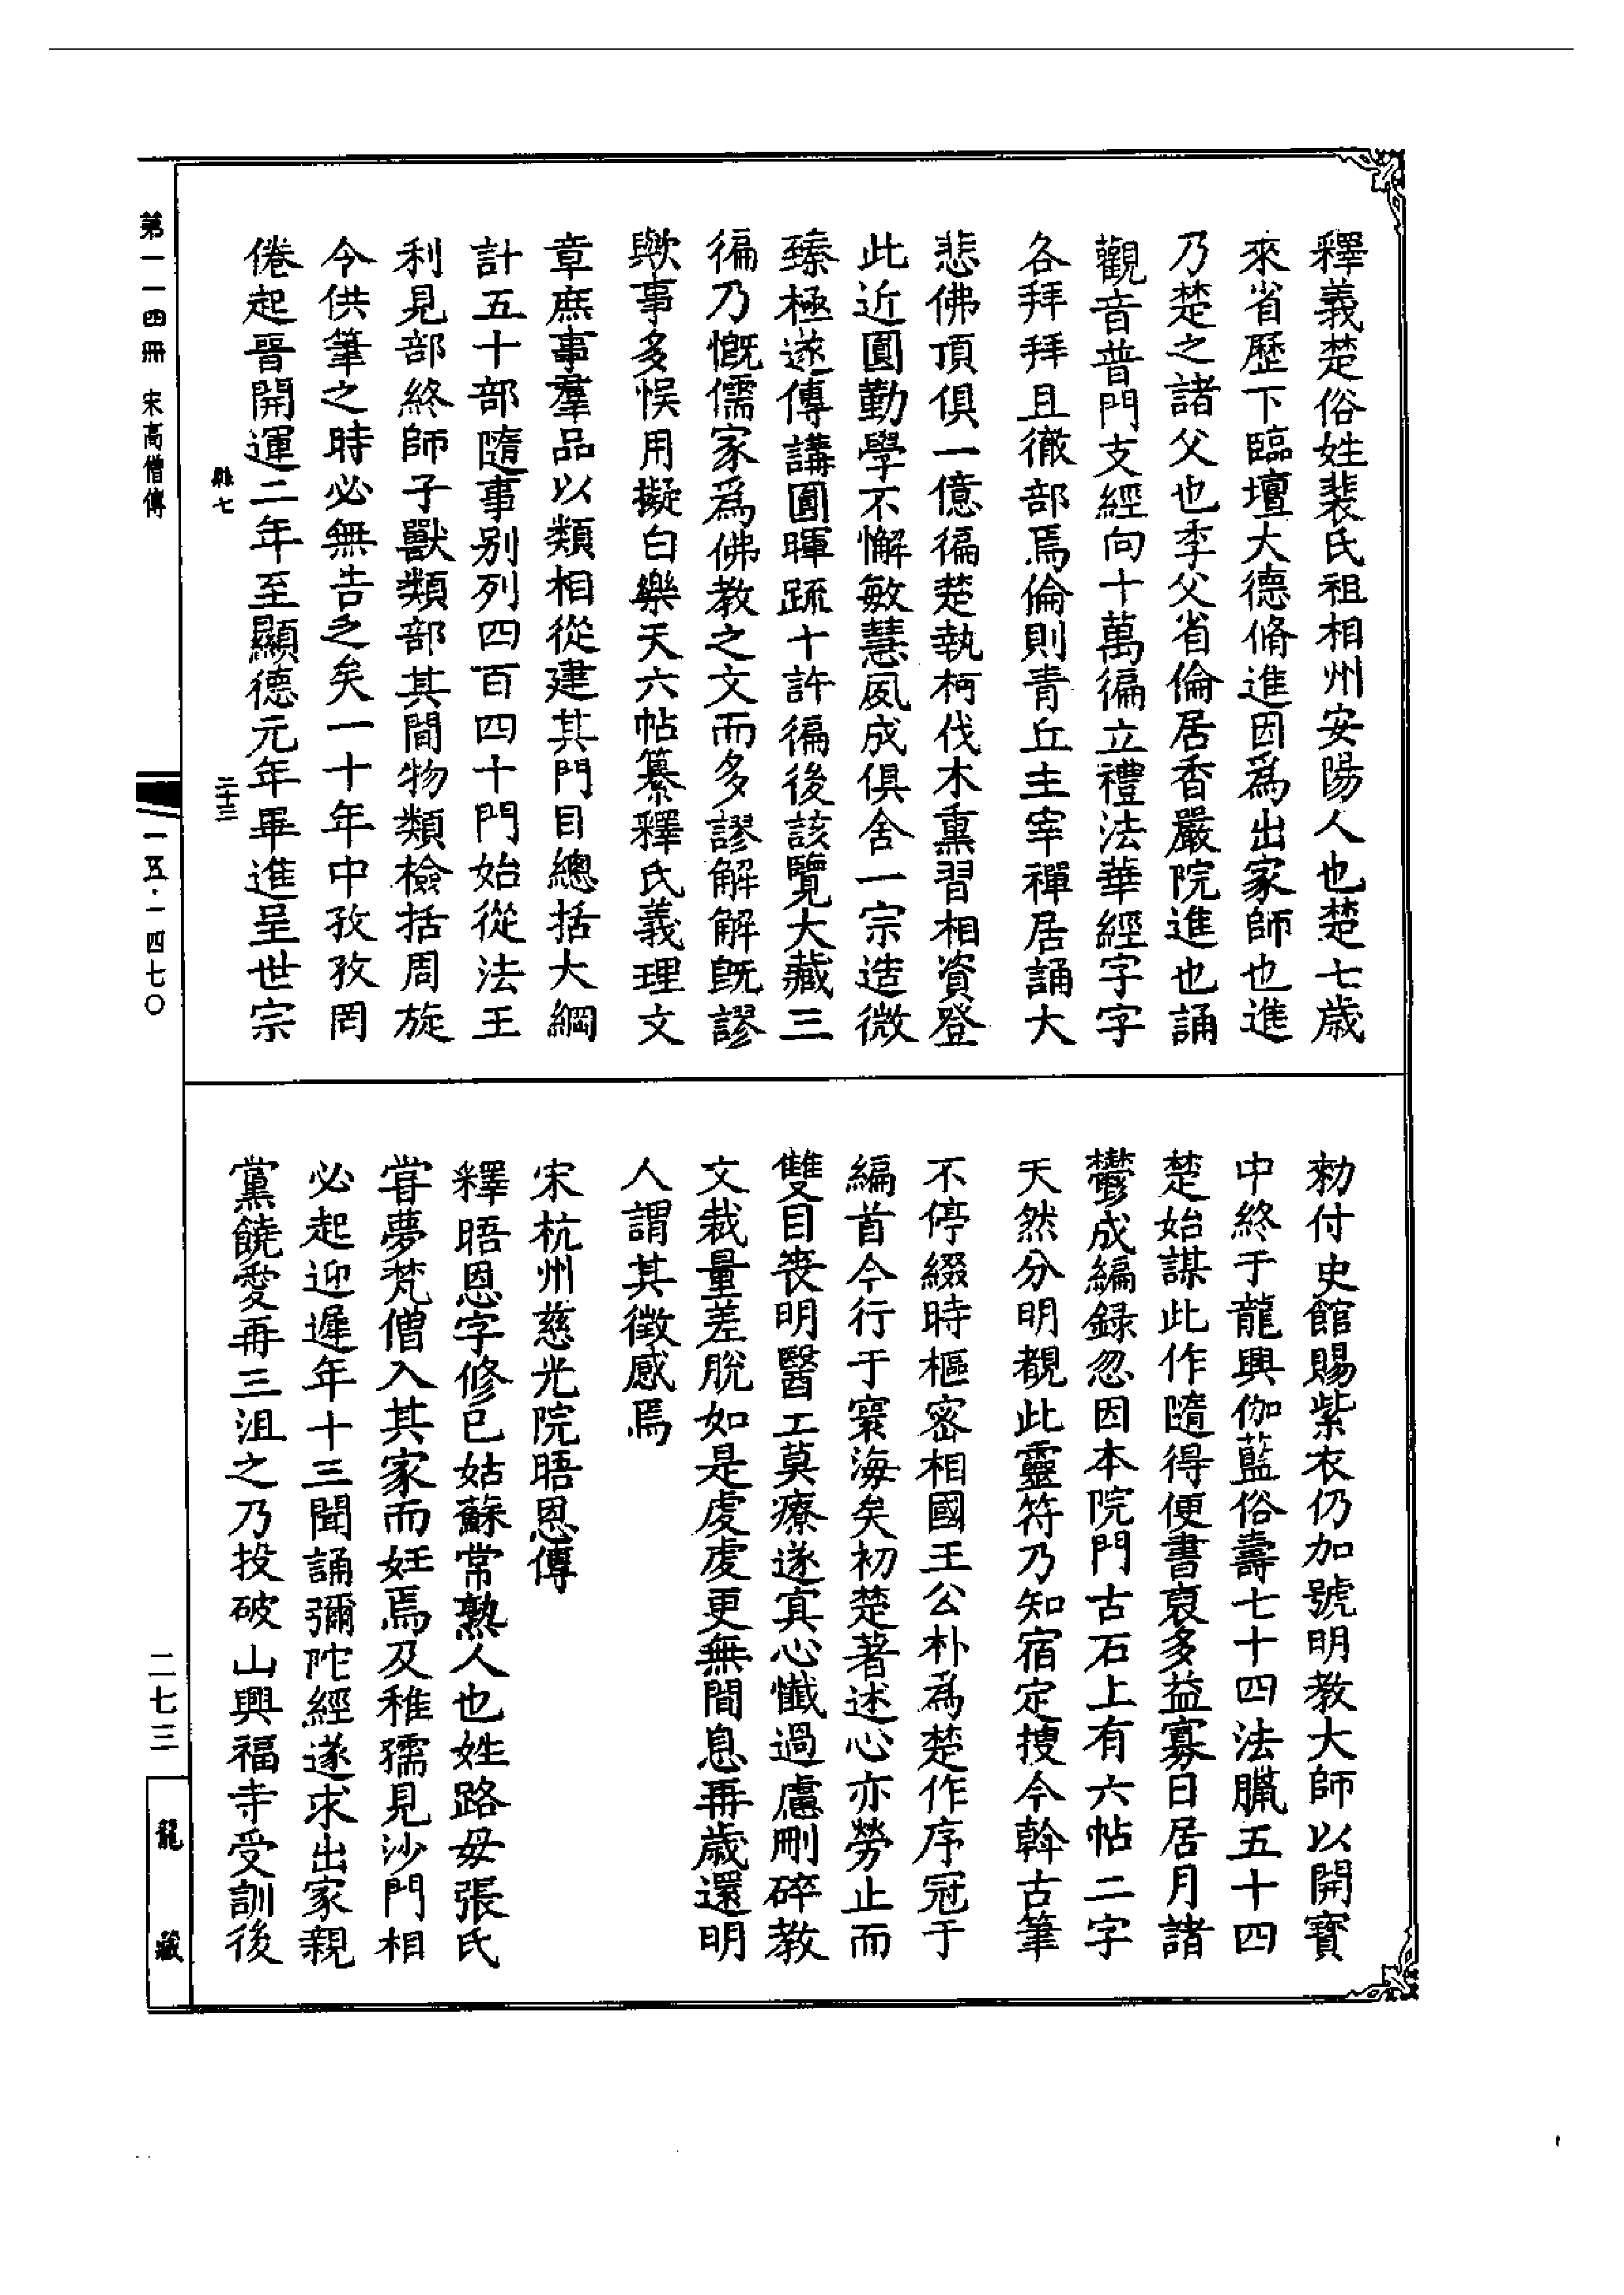 釋義楚俗姓裴氏祖相州安陽人也楚七歳
來省歷下臨壇大德脩進因爲出家師也進
乃楚之諸父也季父省倫居香嚴院進也誦
觀音普門支經向十萬徧立禮法華經字字
各拜拜且徹部焉倫則青丘主宰禪居誦大
悲佛頂俱一億徧楚執柯伐木熏習相資登
此近圓勤學不懈敏慧夙成俱舍一宗造微
臻極遂傳講圓暉䟽十許徧後該覽大藏三
徧乃慨儒家爲佛教之文而多謬解解旣謬
歟事多悞用擬白樂天六帖纂釋氏義理文
章庶事羣品以類相從建其門目總括大綱
計五十部隨事別列四百四十門始從法王
利見部終師子獸類部其間物類檢括周旋
令供筆之時必無告乏矣一十年中孜孜罔
倦起晉開運二年至顯德元年畢進呈世宗
縣七
二十三
勑付史館賜紫衣仍加號明教大師以開寶
中終于龍興伽藍俗壽七十四法臘五十四
楚始謀此作隨得便書裒多益寡日居月諸
鬱成編録忽因本院門古石上有六帖二字
天然分明覩此靈符乃知宿定搜今斡古筆
不停綴時樞密相國王公朴爲楚作序冠于
編首今行于寰海矣初楚著述心亦勞止而
雙目喪明醫工莫療遂寘心懺過慮刪碎教
文裁量差脫如是虔虔更無間息再歳還明
人謂其徵感焉
宋杭州慈光院晤恩傳
釋晤恩字修已姑蘇常熟人也姓路毋張氏
甞夢梵僧入其家而妊焉及稚孺見沙門相
必起迎遲年十三聞誦彌陀經遂求出家親
黨饒愛再三沮之乃投破山興福寺受訓後
第一一四冊 宋高僧傳
一五·一四七〇
二七三
龍藏